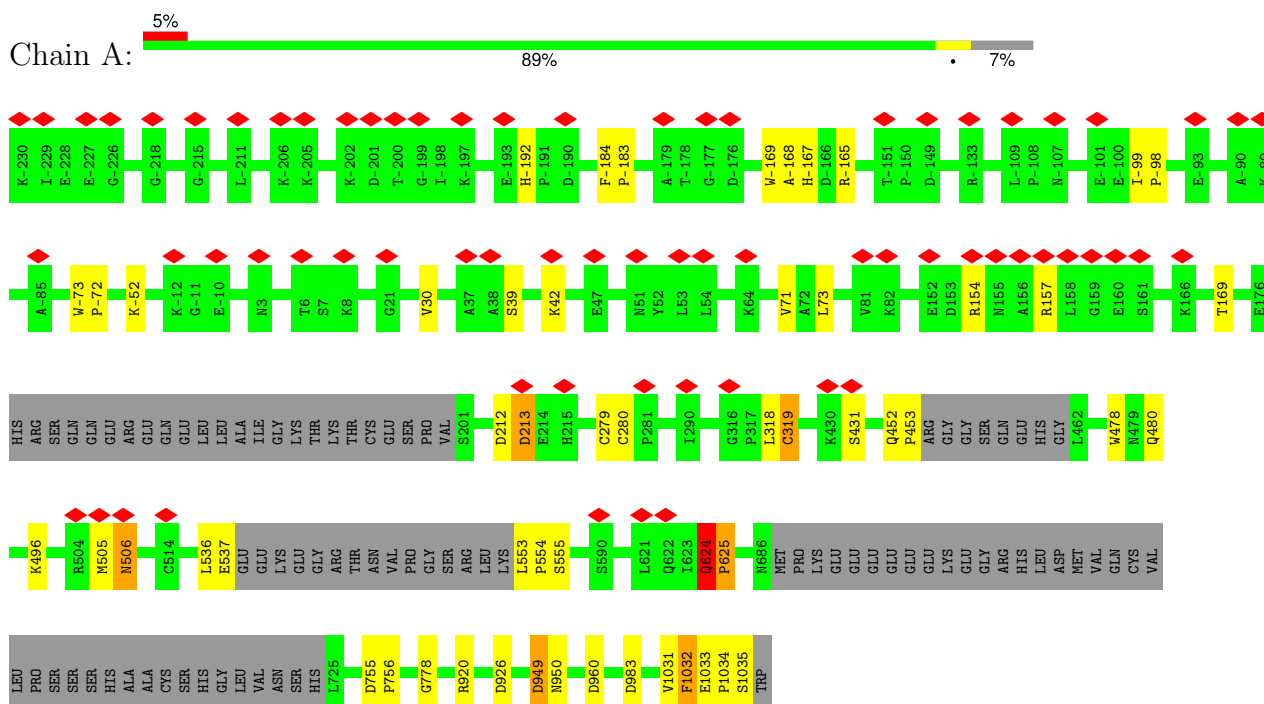 5%
Chain A:
89% • 7%
K-230 I-229 E-228 E-227 G-226 G-218 G-215 L-211 K-206 K-205 K-202 D-201 T-200 G-199 I-198 K-197 E-193 H-192 P-191 D-190 F-184 P-183 A-179 T-178 G-177 D-176 W-169 A-168 H-167 D-166 R-165 T-151 P-150 D-149 R-133 L-109 P-108 N-107 E-101 E-100 I-99 P-98 E-93 A-90 K-89
A-85 W-73 P-72 K-52 K-12 G-11 E-10 N3 T6 S7 K8 G21 V30 A37 A38 S39 K42 E47 N51 Y52 L53 L54 K64 V71 A72 L73 V81 K82 E152 D153 R154 N155 A156 R157 L158 G159 E160 S161 K166 T169 E176
HIS ARG SER GLN GLN GLU ARG GLU GLN GLU LEU LEU ALA ILE GLY LYS THR LYS THR CYS GLU SER PRO VAL S201 D212 D213 E214 H215 C279 C280 P281 I290 G316 P317 L318 C319 K430 S431 Q452 P453 ARG GLY GLY SER GLN GLU HIS GLY L462 W478 N479 Q480
K496 R504 M505 N506 C514 L536 E537 GLU GLU LYS GLU GLY ARG THR ASN VAL PRO GLY SER ARG LEU LYS L553 P554 S555 S590 L621 Q622 I623 Q624 P625 N686 MET PRO LYS GLU GLU GLU GLU GLU GLU LYS GLU GLY ARG HIS LEU ASP MET VAL GLN CYS VAL
LEU PRO SER SER SER HIS ALA ALA CYS SER HIS GLY LEU VAL ASN SER HIS L725 D755 P756 G778 R920 D926 D949 N950 D960 D983 V1031 F1032 E1033 P1034 S1035 TRP